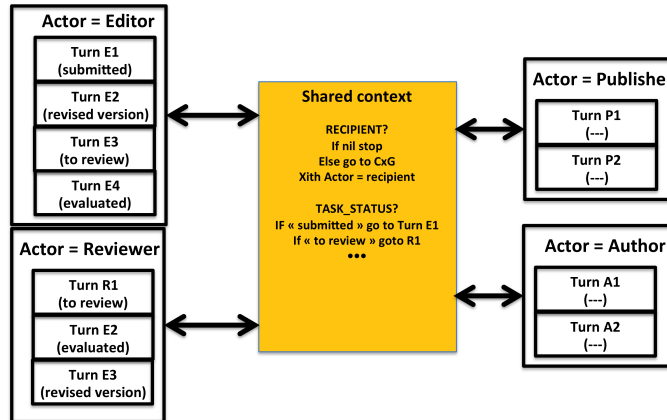 Actor = Editor
Turn E1
(submitted)
Turn E2
(revised version)
Turn E3
(to review)
Turn E4
(evaluated)
Actor = Reviewer
Turn R1
(to review)
Turn E2
(evaluated)
Turn E3
(revised version)
Shared context
RECIPIENT?
If nil stop
Else go to CxG
Xith Actor = recipient
TASK_STATUS?
IF « submitted » go to Turn E1
If « to review » goto R1
•••
Actor = Publishe
Turn P1
(---)
Turn P2
(---)
Actor = Author
Turn A1
(---)
Turn A2
(---)